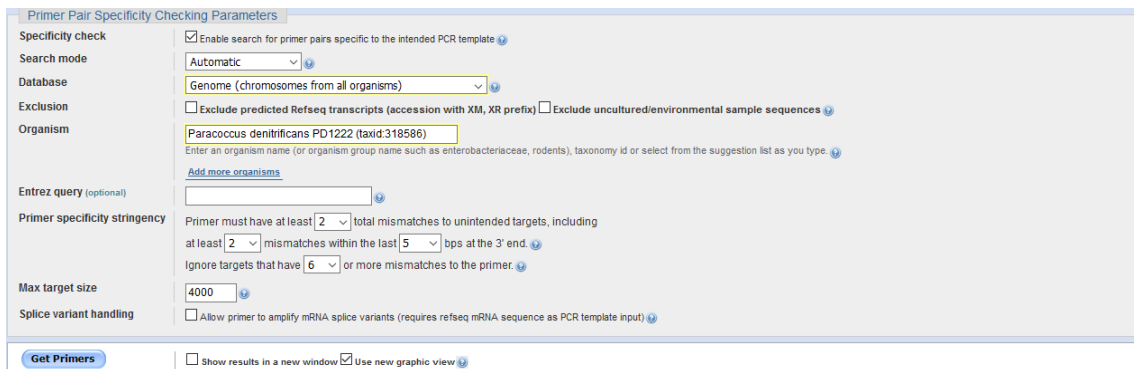 Primer Pair Specificity Checking Parameters
Specificity check Enable search for primer pairs specific to the intended PCR template
Search mode Automatic
Database Genome (chromosomes from all organisms)
Exclusion Exclude predicted Refseq transcripts (accession with XM, XR prefix) Exclude uncultured/environmental sample sequences
Organism Paracoccus denitrificans PD1222 (taxid:318586)
Enter an organism name (or organism group name such as enterobacteriaceae, rodents), taxonomy id or select from the suggestion list as you type.
Add more organisms
Entrez query (optional)
Primer specificity stringency Primer must have at least 2 total mismatches to unintended targets, including
at least 2 mismatches within the last 5 bps at the 3' end.
Ignore targets that have 6 or more mismatches to the primer.
Max target size 4000
Splice variant handling Allow primer to amplify mRNA splice variants (requires refseq mRNA sequence as PCR template input)
Get Primers Show results in a new window Use new graphic view